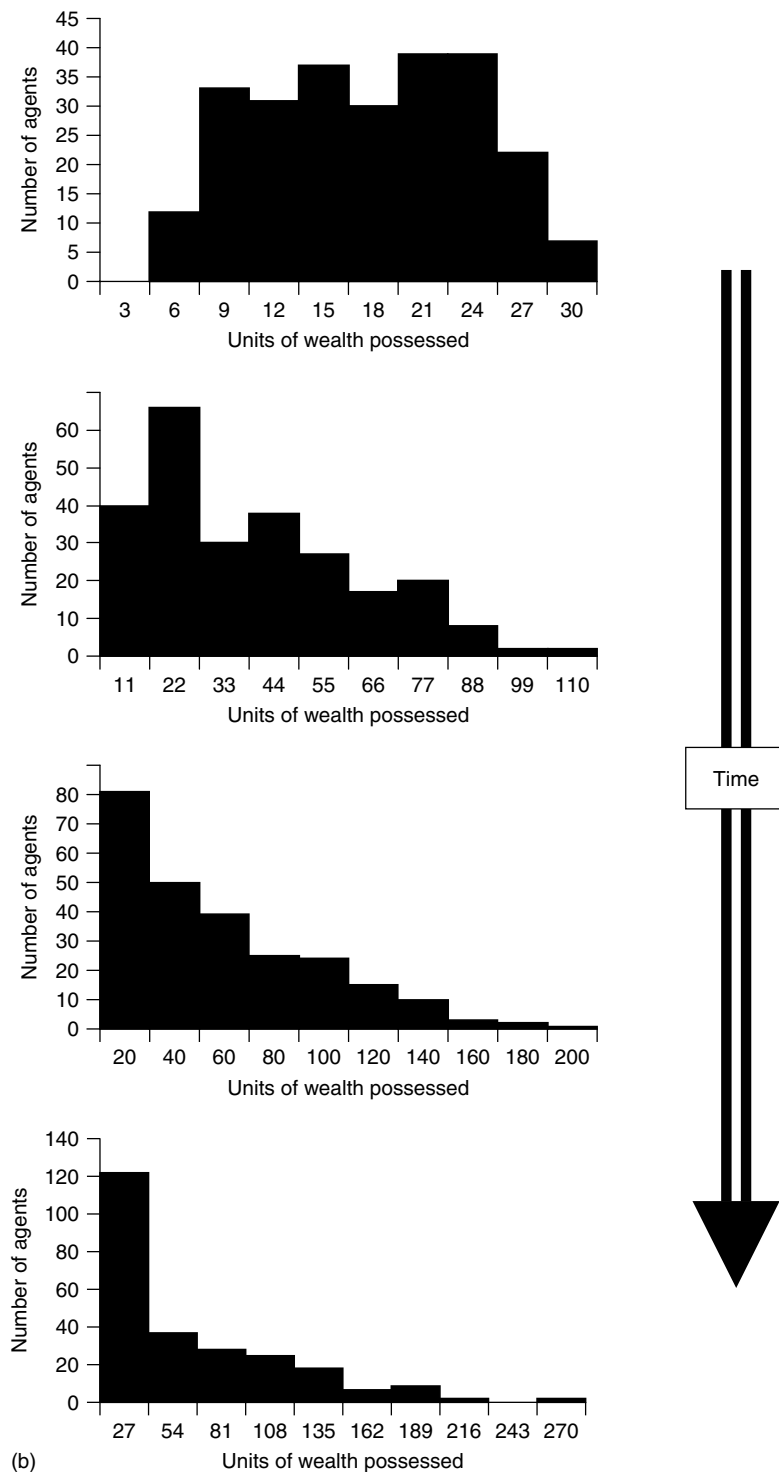 45
40
35
30
25
20
15
10
5
0
Number of agents
3 6 9 12 15 18 21 24 27 30
Units of wealth possessed
60
50
40
30
20
10
0
Number of agents
11 22 33 44 55 66 77 88 99 110
Units of wealth possessed
Time
80
70
60
50
40
30
20
10
0
Number of agents
20 40 60 80 100 120 140 160 180 200
Units of wealth possessed
140
120
100
80
60
40
20
0
Number of agents
27 54 81 108 135 162 189 216 243 270
(b) Units of wealth possessed